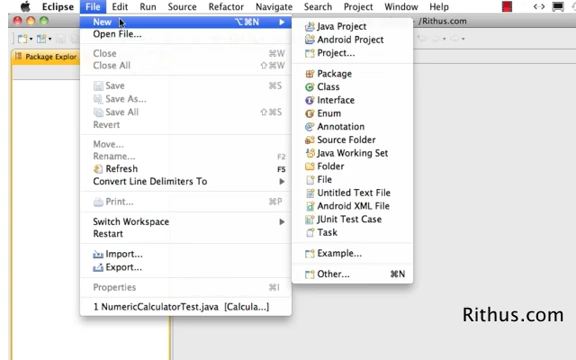 Eclipse File Edit Run Source Refactor Navigate Search Project Window Help
/Rithus.com
Package Explor
New ⌥⌘N
Open File...
Close ⌘W
Close All ⇧⌘W
Save ⌘S
Save As...
Save All ⇧⌘S
Revert
Move...
Rename... F2
Refresh F5
Convert Line Delimiters To
Print... ⌘P
Switch Workspace
Restart
Import...
Export...
Properties ⌘I
1 NumericCalculatorTest.java [Calcula...]
Java Project
Android Project
Project...
Package
Class
Interface
Enum
Annotation
Source Folder
Java Working Set
Folder
File
Untitled Text File
Android XML File
JUnit Test Case
Task
Example...
Other... ⌘N
Rithus.com